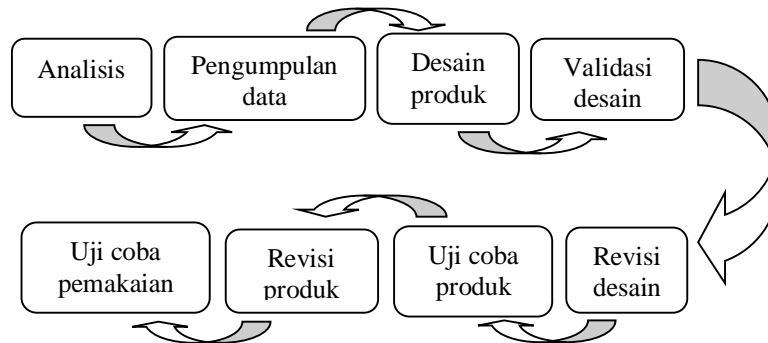 Analisis
Pengumpulan
data
Desain
produk
Validasi
desain
Uji coba
pemakaian
Revisi
produk
Uji coba
produk
Revisi
desain